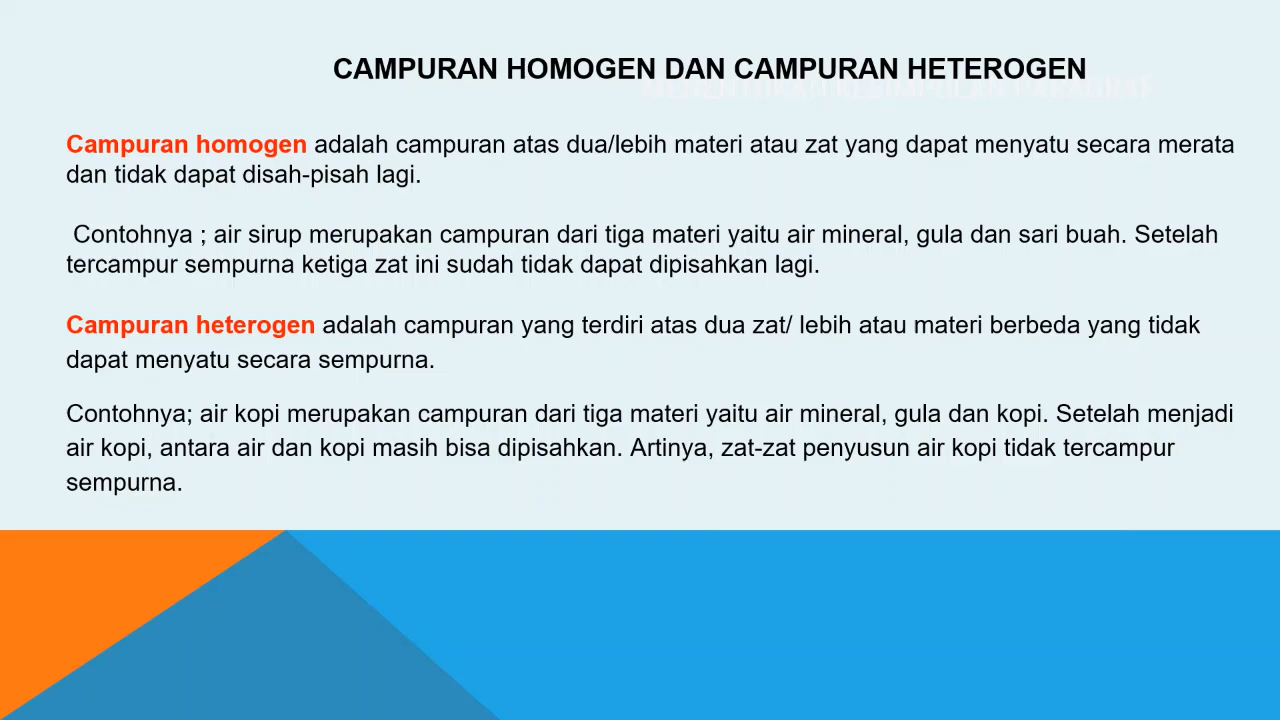 CAMPURAN HOMOGEN DAN CAMPURAN HETEROGEN
MENENTUKAN KESIMPULAN PARAGRAF
Campuran homogen adalah campuran atas dua/lebih materi atau zat yang dapat menyatu secara merata
dan tidak dapat disah-pisah lagi.
Contohnya ; air sirup merupakan campuran dari tiga materi yaitu air mineral, gula dan sari buah. Setelah
tercampur sempurna ketiga zat ini sudah tidak dapat dipisahkan lagi.
Campuran heterogen adalah campuran yang terdiri atas dua zat/ lebih atau materi berbeda yang tidak
dapat menyatu secara sempurna.
Contohnya; air kopi merupakan campuran dari tiga materi yaitu air mineral, gula dan kopi. Setelah menjadi
air kopi, antara air dan kopi masih bisa dipisahkan. Artinya, zat-zat penyusun air kopi tidak tercampur
sempurna.